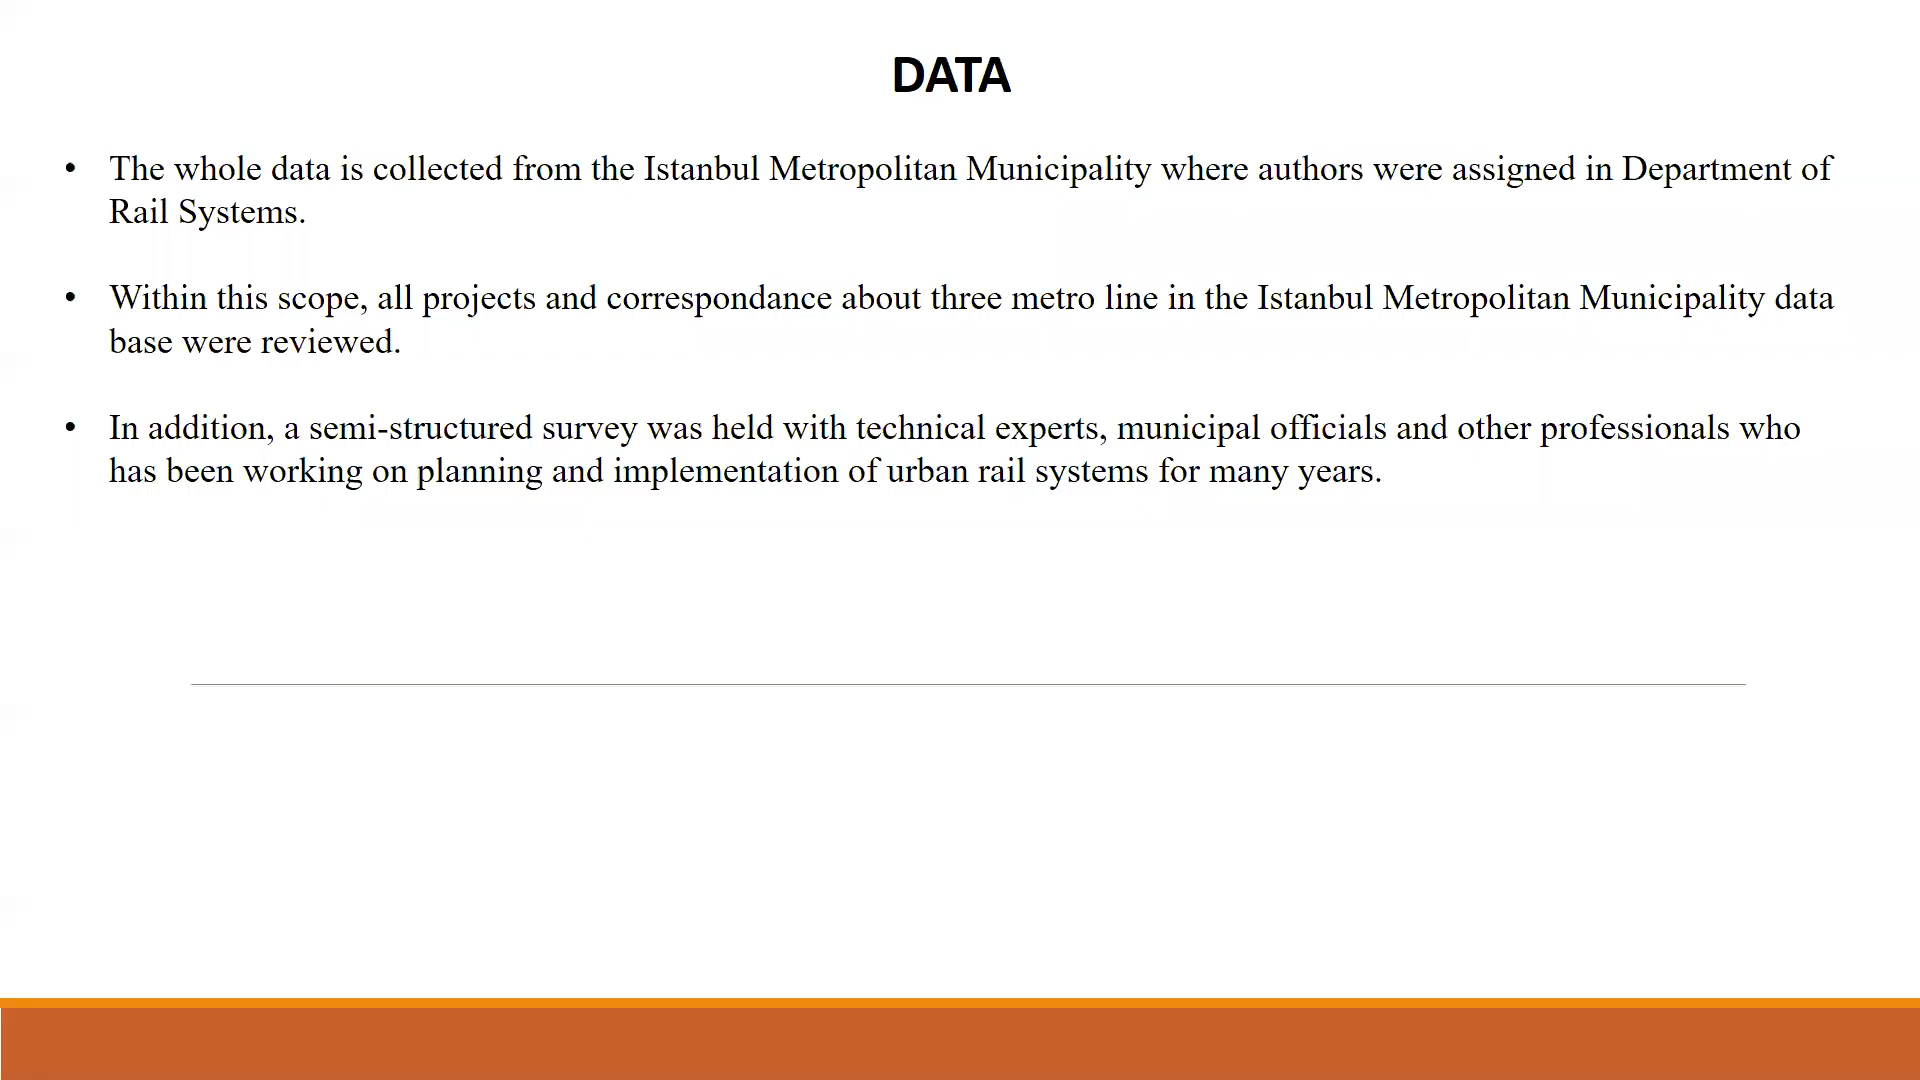 DATA
• The whole data is collected from the Istanbul Metropolitan Municipality where authors were assigned in Department of
Rail Systems.
• Within this scope, all projects and correspondance about three metro line in the Istanbul Metropolitan Municipality data
base were reviewed.
• In addition, a semi-structured survey was held with technical experts, municipal officials and other professionals who
has been working on planning and implementation of urban rail systems for many years.